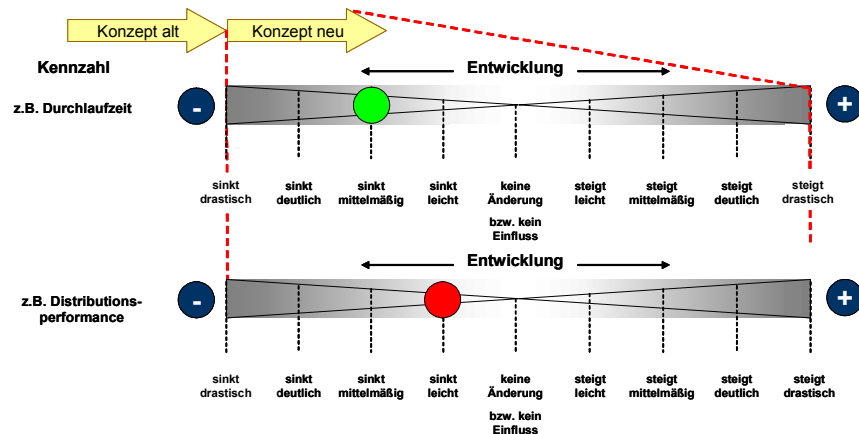 Konzept alt
Konzept neu
Kennzahl
Entwicklung
z.B. Durchlaufzeit
-
+
sinkt
drastisch
sinkt
deutlich
sinkt
mittelmäßig
sinkt
leicht
keine
Änderung
bzw. kein
Einfluss
steigt
leicht
steigt
mittelmäßig
steigt
deutlich
steigt
drastisch
Entwicklung
z.B. Distributions-
performance
-
+
sinkt
drastisch
sinkt
deutlich
sinkt
mittelmäßig
sinkt
leicht
keine
Änderung
bzw. kein
Einfluss
steigt
leicht
steigt
mittelmäßig
steigt
deutlich
steigt
drastisch